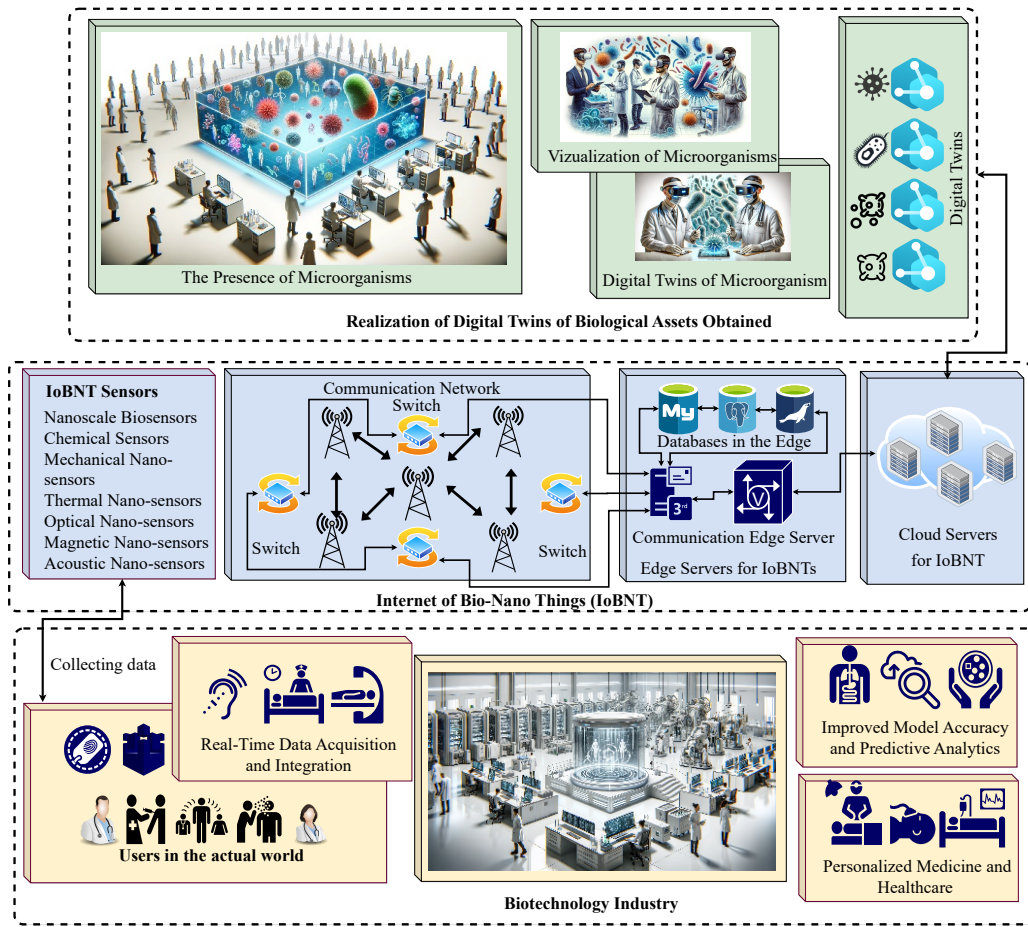 Vizualization of Microorganisms
The Presence of Microorganisms
Digital Twins of Microorganism
Digital Twins
Realization of Digital Twins of Biological Assets Obtained
IoBNT Sensors
Nanoscale Biosensors
Chemical Sensors
Mechanical Nano-
sensors
Thermal Nano-sensors
Optical Nano-sensors
Magnetic Nano-sensors
Acoustic Nano-sensors
Communication Network
Switch
Switch
Switch
My
Databases in the Edge
3rd
V
Communication Edge Server
Edge Servers for IoBNTs
Cloud Servers
for IoBNT
Internet of Bio-Nano Things (IoBNT)
Collecting data
Real-Time Data Acquisition
and Integration
Users in the actual world
Improved Model Accuracy
and Predictive Analytics
Personalized Medicine and
Healthcare
Biotechnology Industry